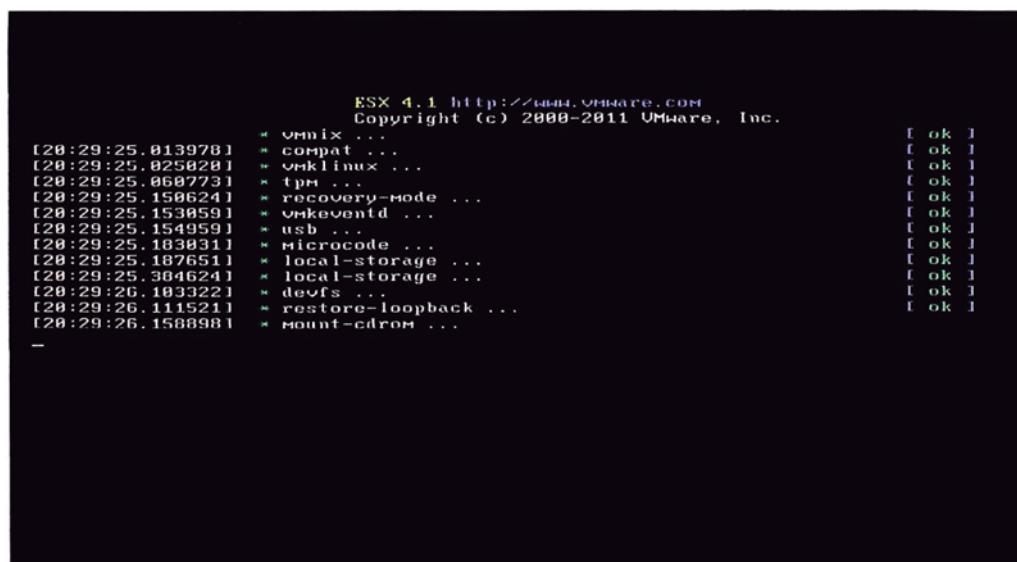 ESX 4.1 http://www.vmware.com
Copyright (c) 2000-2011 VMware, Inc.
* vmnix ... [ ok ]
[20:29:25.013978] * compat ... [ ok ]
[20:29:25.025020] * vmklinux ... [ ok ]
[20:29:25.060773] * tpm ... [ ok ]
[20:29:25.150624] * recovery-mode ... [ ok ]
[20:29:25.153059] * vmkeventd ... [ ok ]
[20:29:25.154959] * usb ... [ ok ]
[20:29:25.183031] * microcode ... [ ok ]
[20:29:25.187651] * local-storage ... [ ok ]
[20:29:25.384624] * local-storage ... [ ok ]
[20:29:26.103322] * devfs ... [ ok ]
[20:29:26.111521] * restore-loopback ... [ ok ]
[20:29:26.158898] * mount-cdrom ...